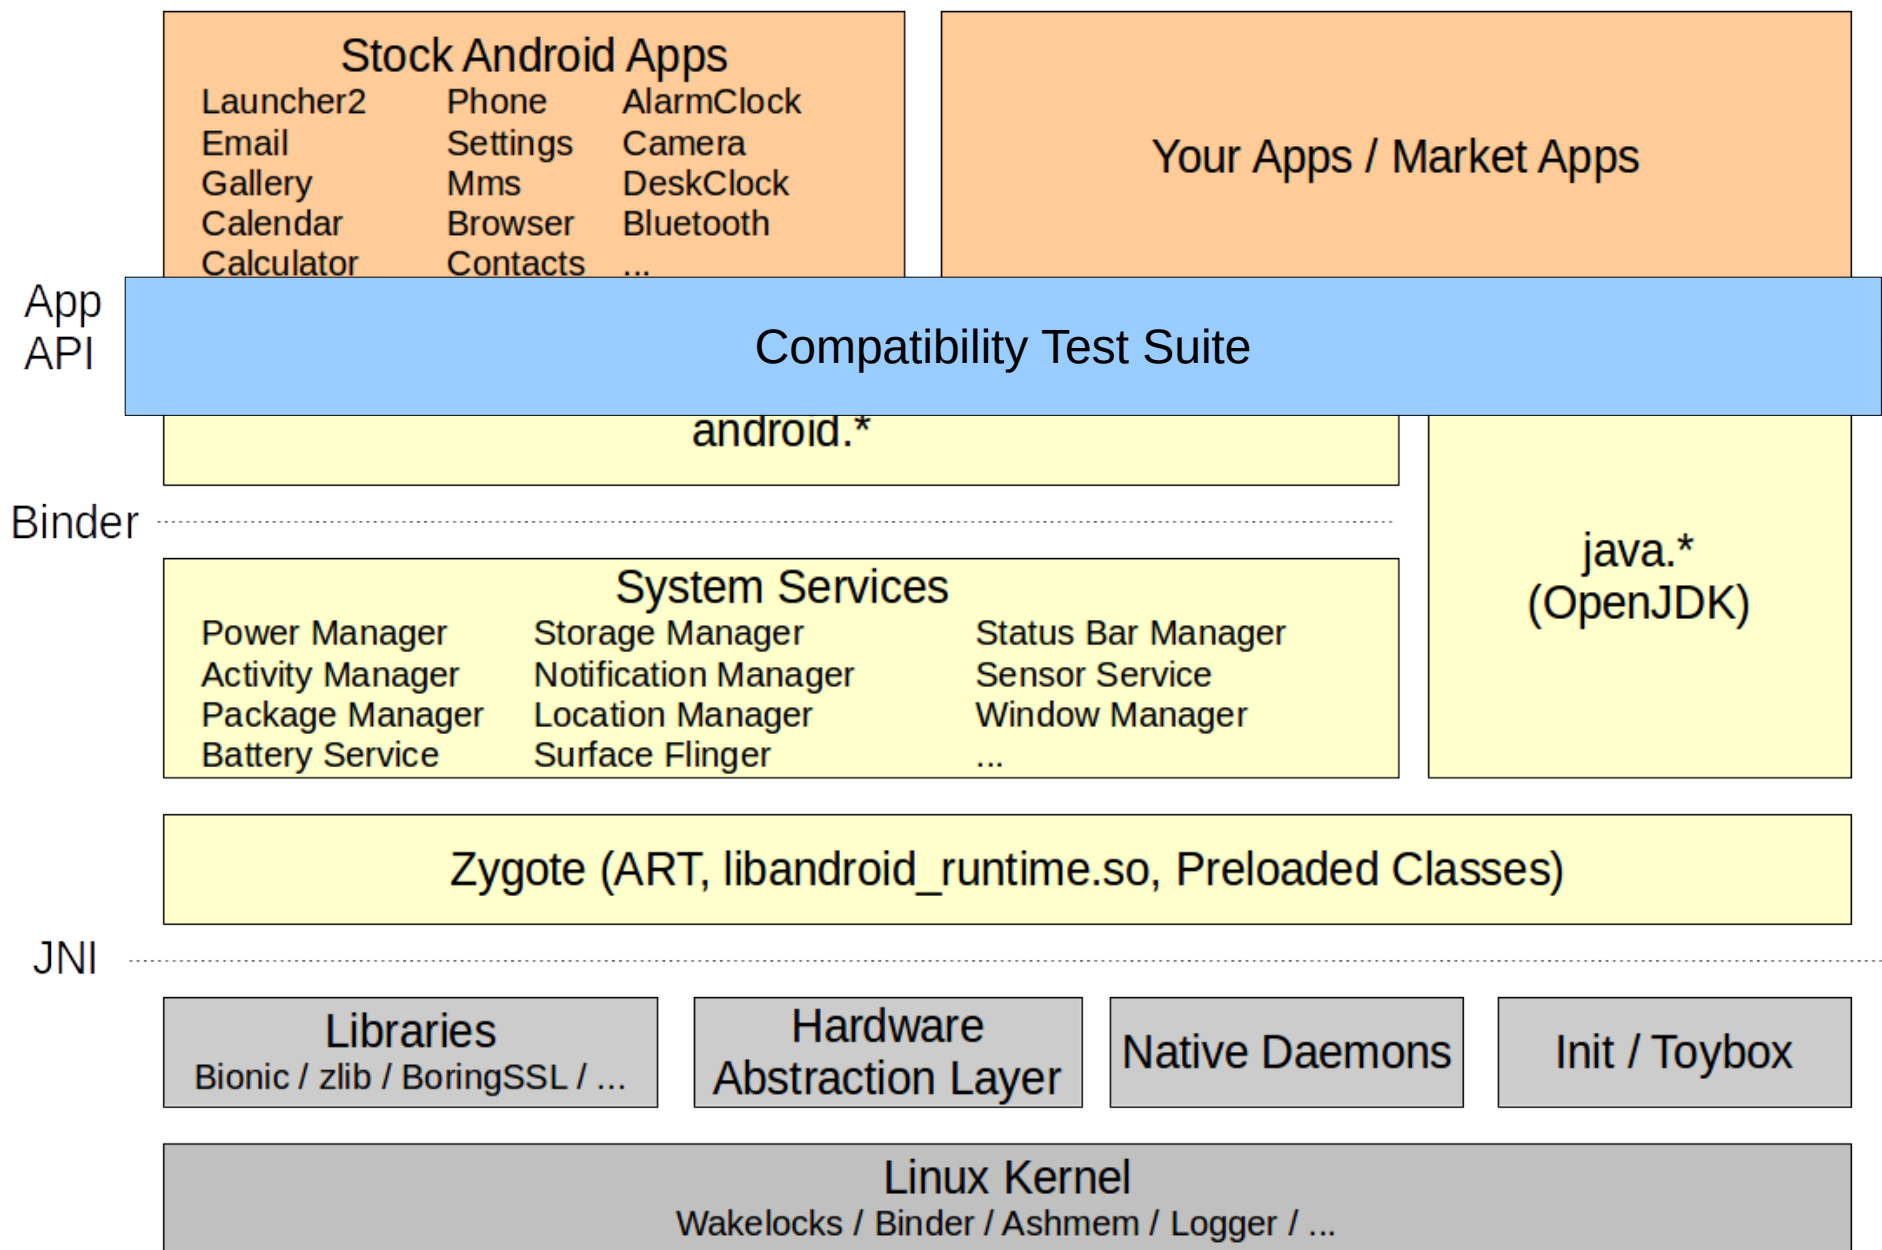 Stock Android Apps
Launcher2 Phone AlarmClock
Email Settings Camera
Gallery Mms DeskClock
Calendar Browser Bluetooth
Calculator Contacts ...
Your Apps / Market Apps
App
API
Compatibility Test Suite
android.*
Binder
java.*
(OpenJDK)
System Services
Power Manager Storage Manager Status Bar Manager
Activity Manager Notification Manager Sensor Service
Package Manager Location Manager Window Manager
Battery Service Surface Flinger ...
Zygote (ART, libandroid_runtime.so, Preloaded Classes)
JNI
Libraries
Bionic / zlib / BoringSSL / ...
Hardware
Abstraction Layer
Native Daemons
Init / Toybox
Linux Kernel
Wakelocks / Binder / Ashmem / Logger / ...